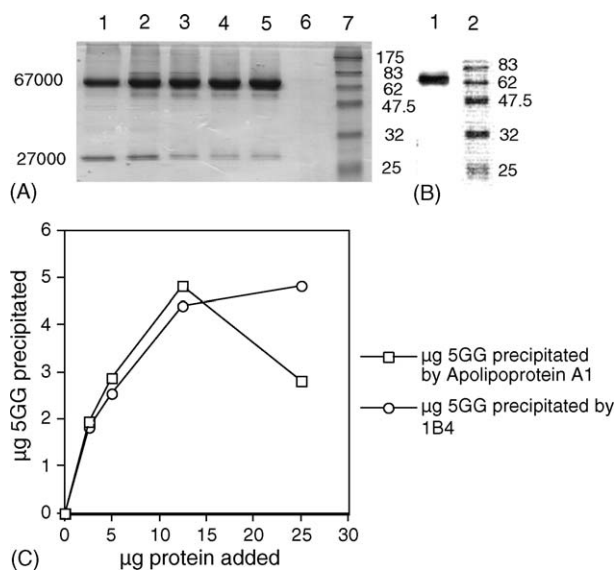 1 2 3 4 5 6 7
67000
27000
175
83
62
47.5
32
25
(A)
1 2
83
62
47.5
32
25
(B)
6
5
4
3
2
1
0
0 5 10 15 20 25 30
µg 5GG precipitated
µg protein added
(C)
µg 5GG precipitated
by Apolipoprotein A1
µg 5GG precipitated by
1B4